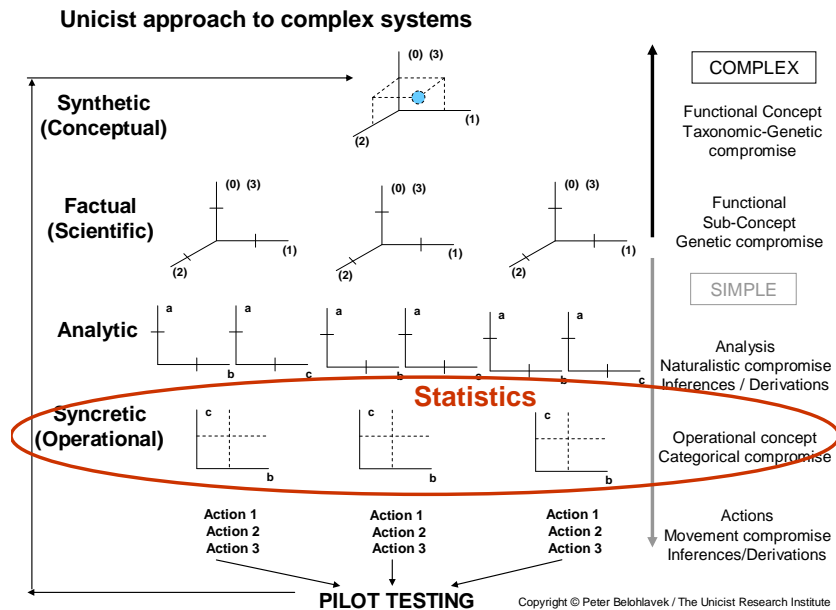 Unicist approach to complex systems
(0) (3)
(1)
(2)
Synthetic
(Conceptual)
COMPLEX
Functional Concept
Taxonomic-Genetic
compromise
Factual
(Scientific)
(0) (3)
(1)
(2)
(0) (3)
(1)
(2)
(0) (3)
(1)
(2)
Functional
Sub-Concept
Genetic compromise
SIMPLE
Analytic
a
b
a
c
a
b
a
c
a
b
a
c
Analysis
Naturalistic compromise
Inferences / Derivations
Statistics
Syncretic
(Operational)
c
b
c
b
c
b
Operational concept
Categorical compromise
Action 1
Action 2
Action 3
Action 1
Action 2
Action 3
Action 1
Action 2
Action 3
Actions
Movement compromise
Inferences/Derivations
PILOT TESTING
Copyright © Peter Belohlavek / The Unicist Research Institute